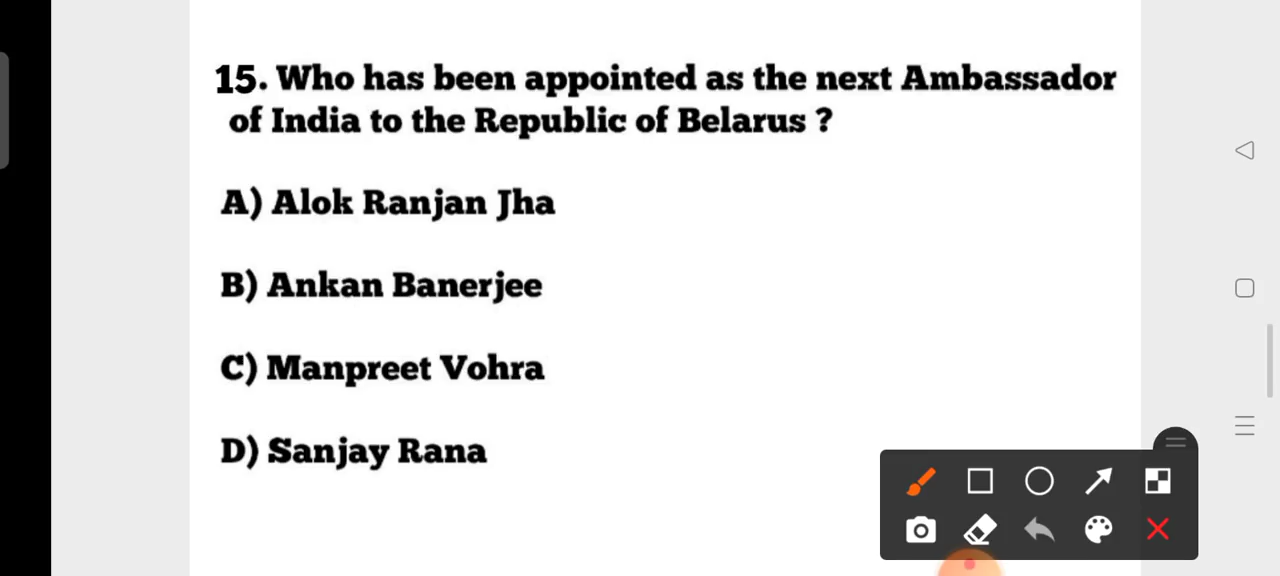 15. Who has been appointed as the next Ambassador
of India to the Republic of Belarus ?
A) Alok Ranjan Jha
B) Ankan Banerjee
C) Manpreet Vohra
D) Sanjay Rana